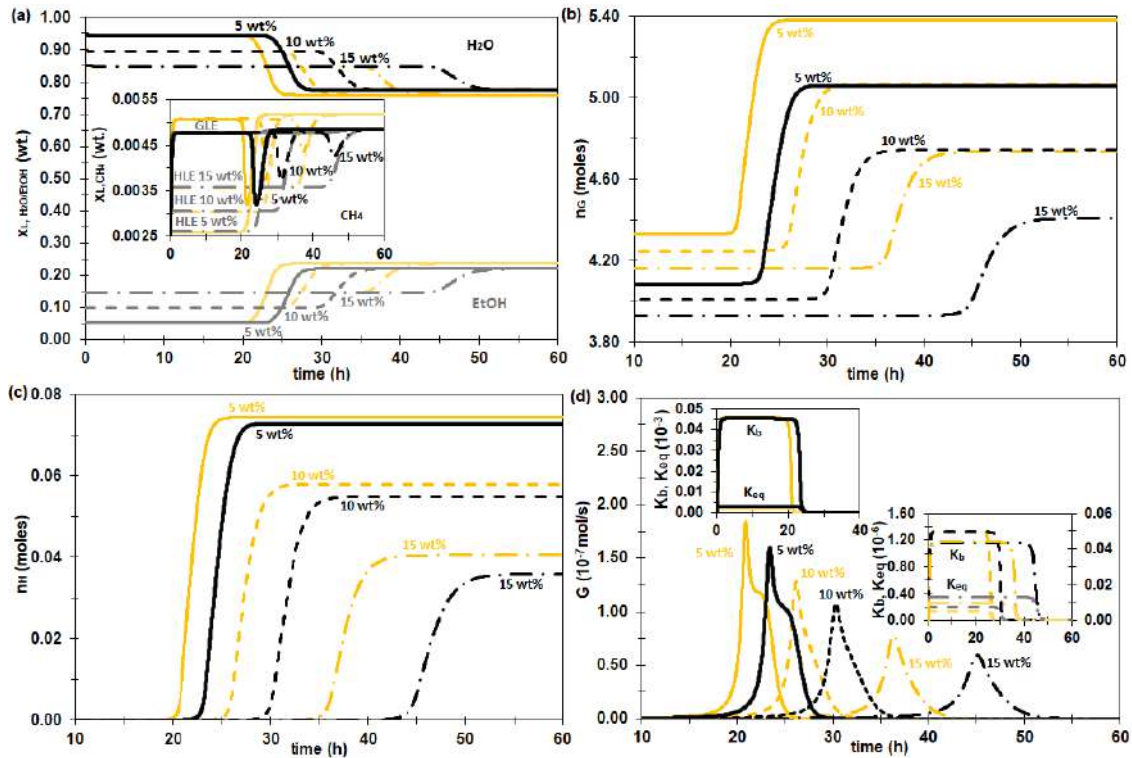 (a)
1.00
0.90
0.80
0.70
0.60
0.50
0.40
0.30
0.20
0.10
0.00
xL, H2O/EtOH (wt.)
5 wt%
10 wt%
15 wt%
H2O
0.0055
0.0045
0.0035
0.0025
xL,CH4 (wt.)
GLE
HLE 15 wt%
HLE 10 wt%
HLE 5 wt%
5 wt%
10 wt%
15 wt%
CH4
0 20 40 60
5 wt%
10 wt%
15 wt%
EtOH
0 10 20 30 40 50 60
time (h)
(b)
5.40
5.00
4.60
4.20
3.80
nG (moles)
5 wt%
5 wt%
10 wt%
10 wt%
15 wt%
15 wt%
10 20 30 40 50 60
time (h)
(c)
0.08
0.06
0.04
0.02
0.00
nH (moles)
5 wt%
5 wt%
10 wt%
10 wt%
15 wt%
15 wt%
10 20 30 40 50 60
time (h)
(d)
3.00
2.50
2.00
1.50
1.00
0.50
0.00
G (10-7mol/s)
0.05
0.04
0.03
0.02
0.01
0.00
Kb, Keq (10-3)
Kb
Keq
0 20 40
5 wt%
5 wt%
10 wt%
10 wt%
15 wt%
15 wt%
1.60
1.20
0.80
0.40
0.00
Kb, Keq (10-6)
Kb
Keq
0.06
0.04
0.02
0.00
0 20 40 60
10 20 30 40 50 60
time (h)